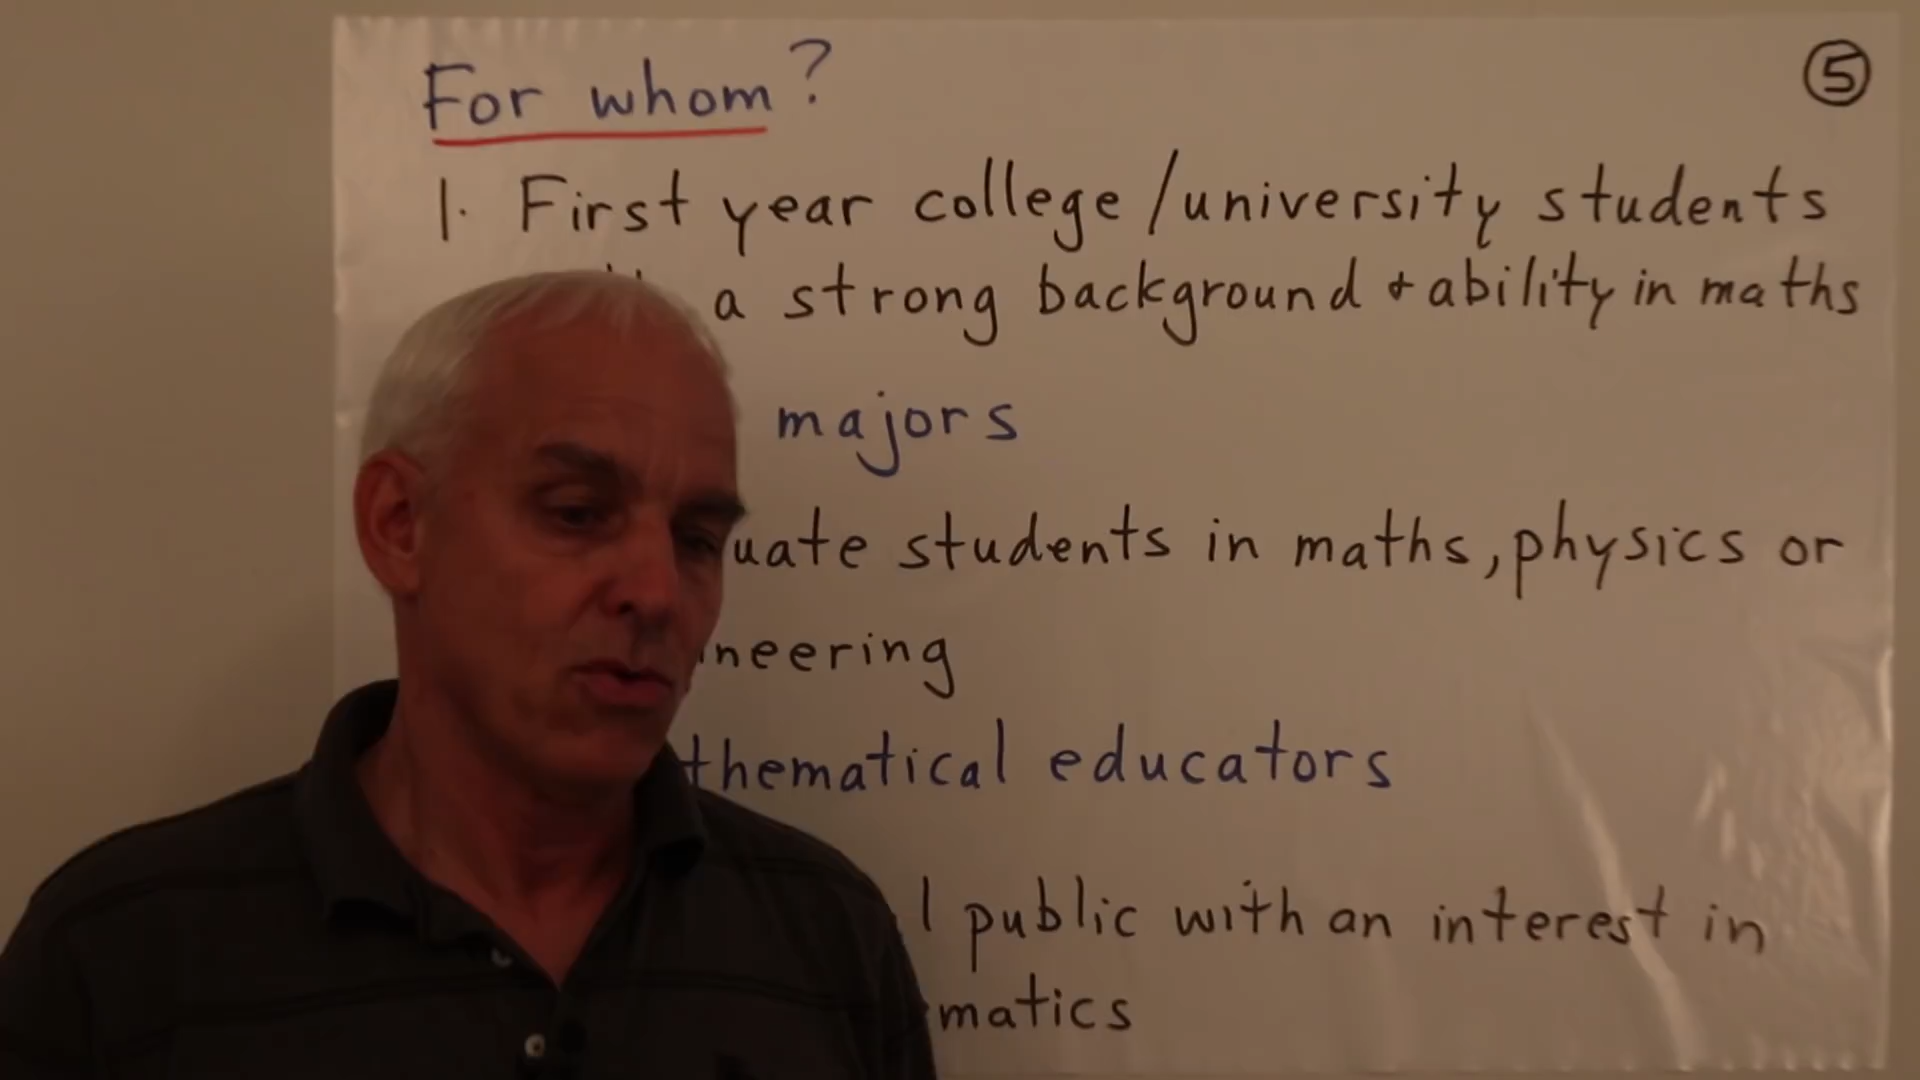 For whom?
5
1. First year college/university students
a strong background + ability in maths
majors
uate students in maths, physics or
neering
thematical educators
l public with an interest in
matics